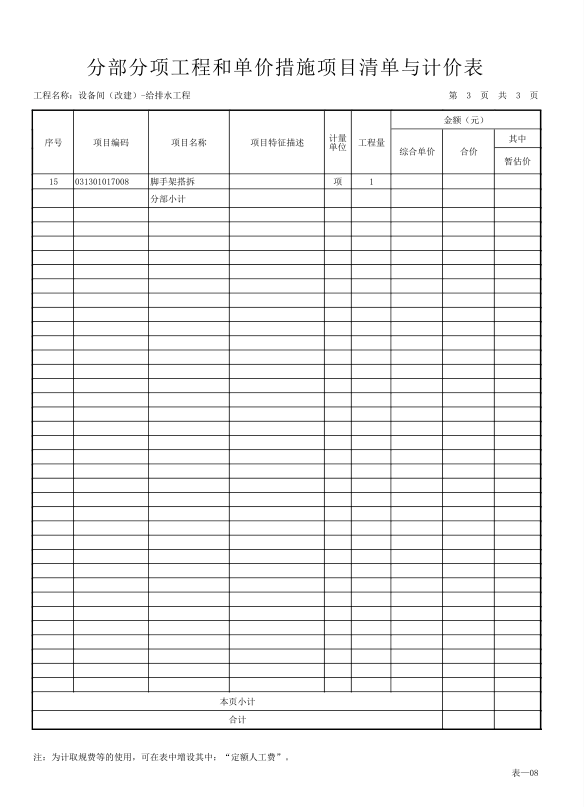 分部分项工程和单价措施项目清单与计价表
工程名称：设备间（改建）-给排水工程 第 3 页 共 3 页
序号 项目编码 项目名称 项目特征描述 计量单位 工程量 金额（元）
综合单价 合价 其中
暂估价
15 031301017008 脚手架搭拆 项 1
分部小计
本页小计
合计
注：为计取规费等的使用，可在表中增设其中：“定额人工费”。
表—08